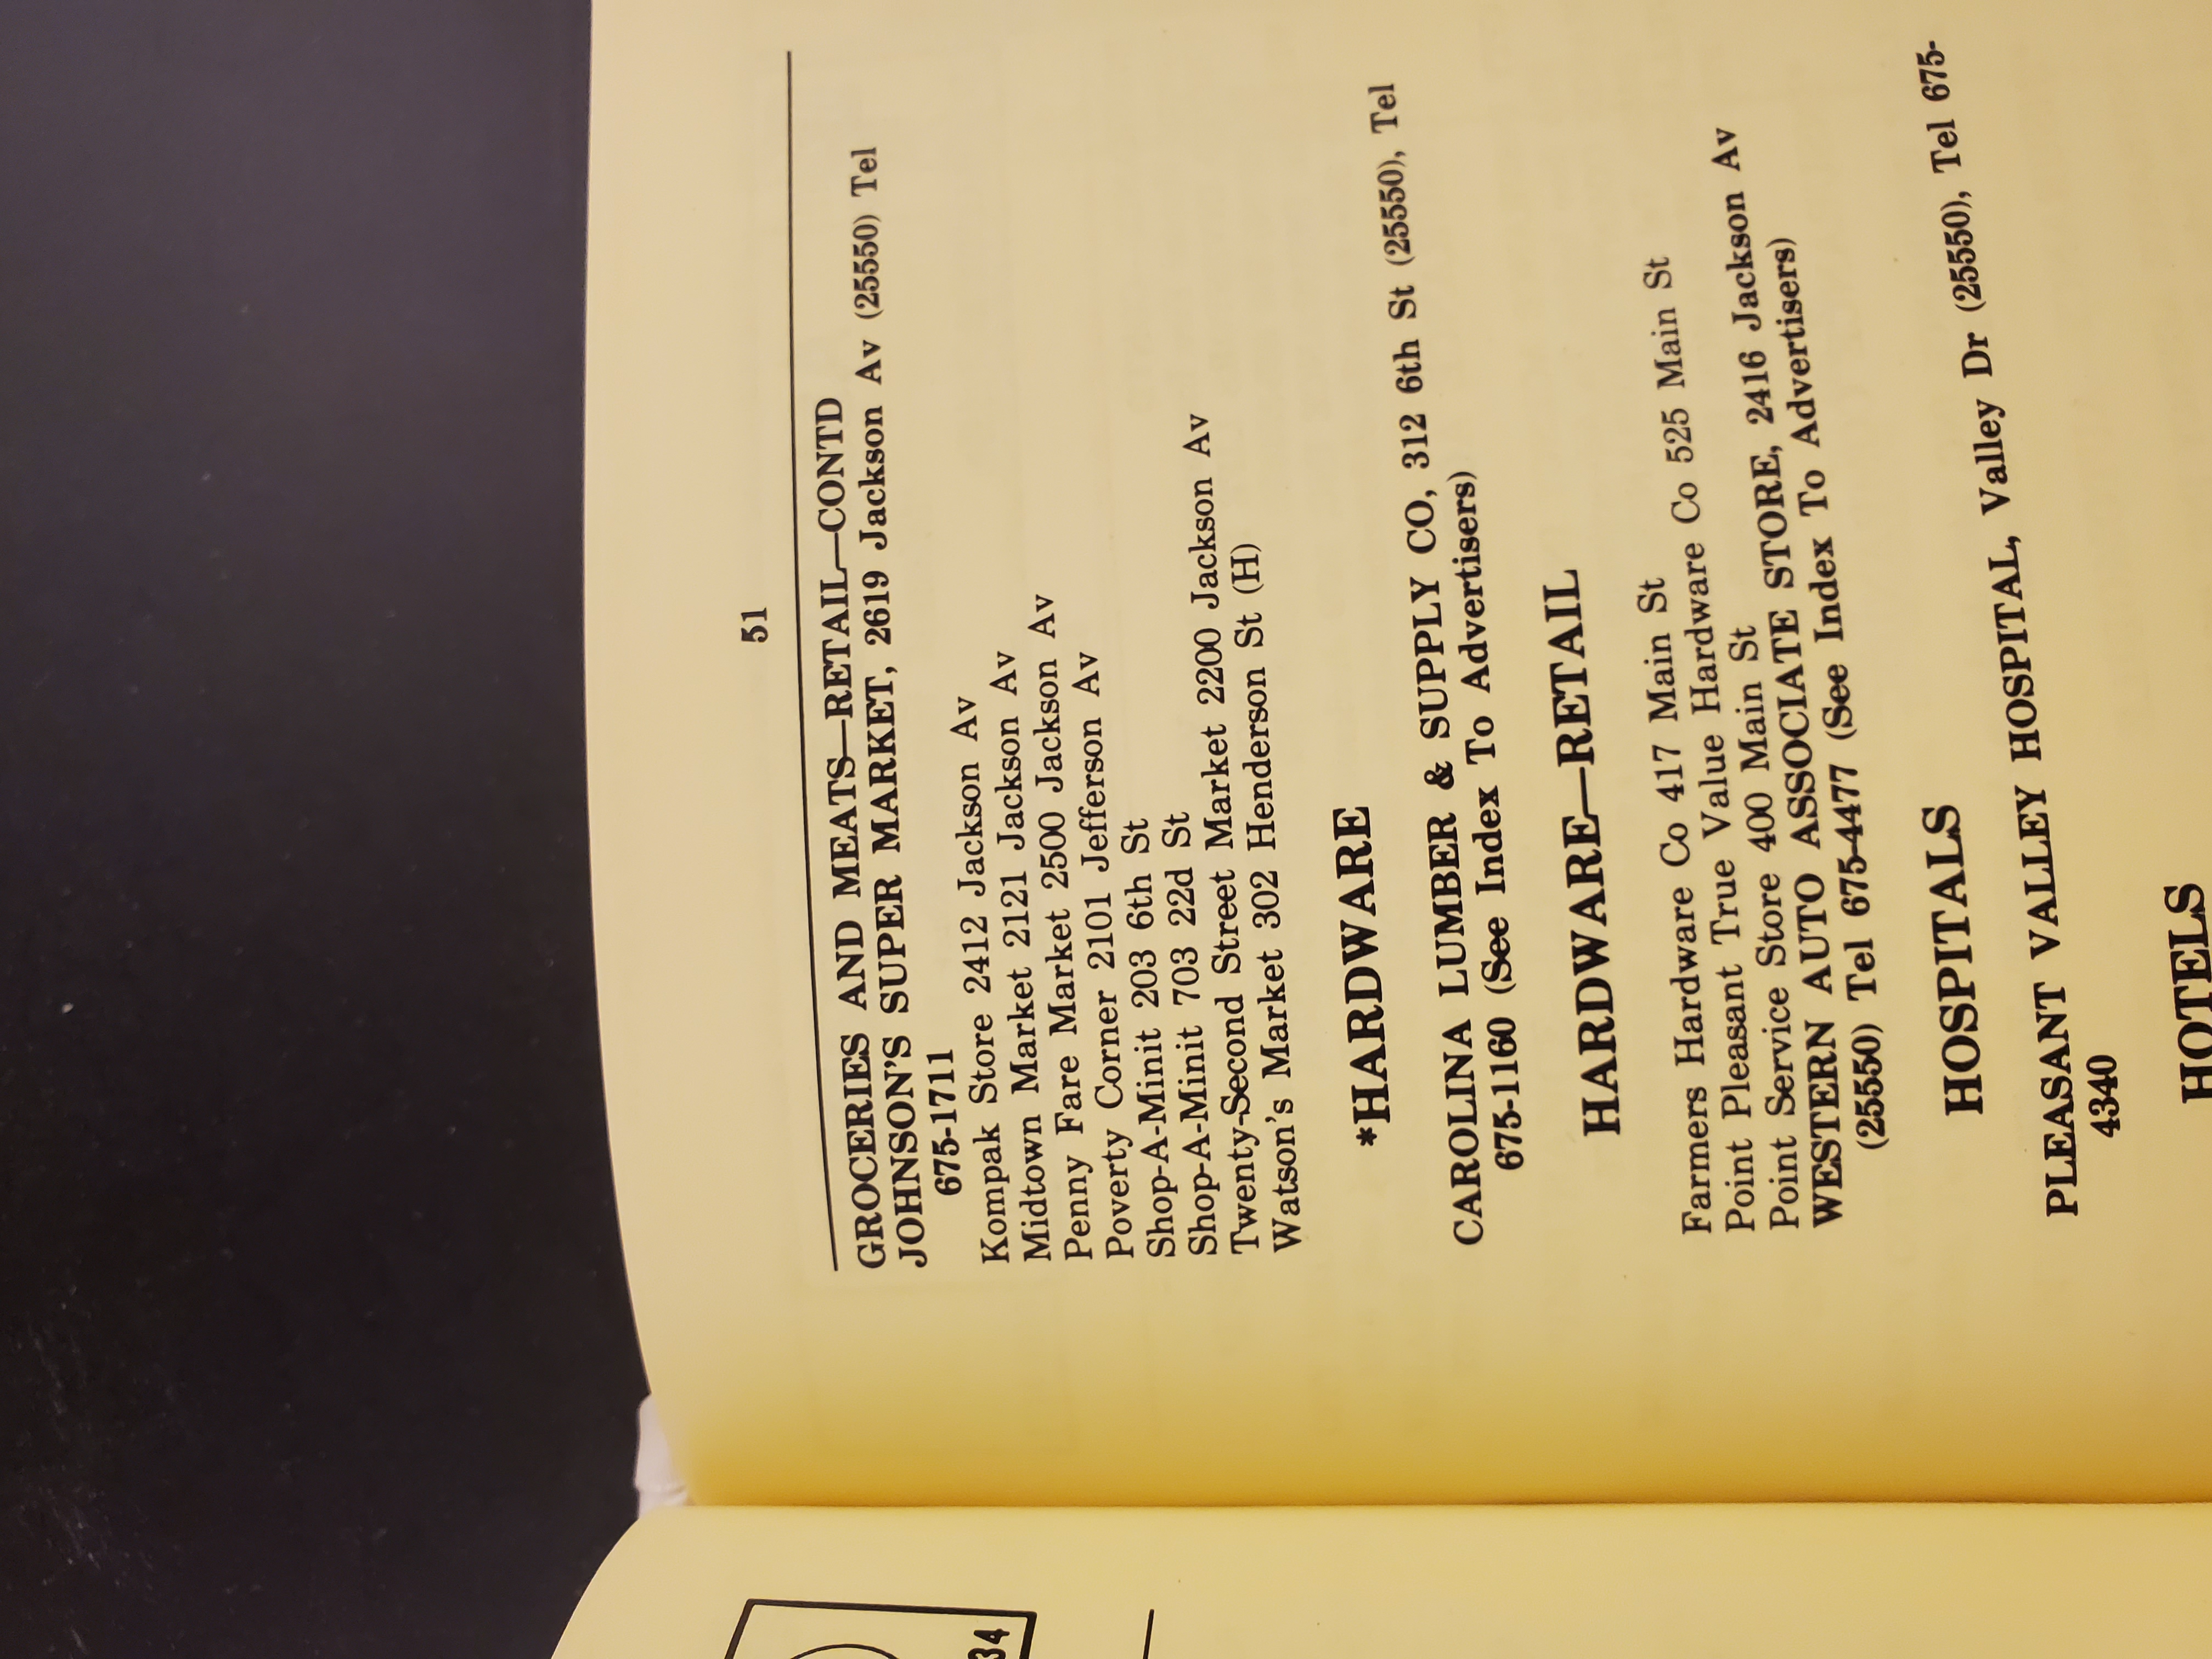 51
GROCERIES AND MEATS—RETAIL—CONTD
JOHNSON'S SUPER MARKET, 2619 Jackson Av (25550) Tel
675-1711
Kompak Store 2412 Jackson Av
Midtown Market 2121 Jackson Av
Penny Fare Market 2500 Jackson Av
Poverty Corner 2101 Jefferson Av
Shop-A-Minit 203 6th St
Shop-A-Minit 703 22d St
Twenty-Second Street Market 2200 Jackson Av
Watson's Market 302 Henderson St (H)
*HARDWARE
CAROLINA LUMBER & SUPPLY CO, 312 6th St (25550), Tel
675-1160 (See Index To Advertisers)
HARDWARE—RETAIL
Farmers Hardware Co 417 Main St
Point Pleasant True Value Hardware Co 525 Main St
Point Service Store 400 Main St
WESTERN AUTO ASSOCIATE STORE, 2416 Jackson Av
(25550) Tel 675-4477 (See Index To Advertisers)
HOSPITALS
PLEASANT VALLEY HOSPITAL, Valley Dr (25550), Tel 675-
4340
HOTELS
34